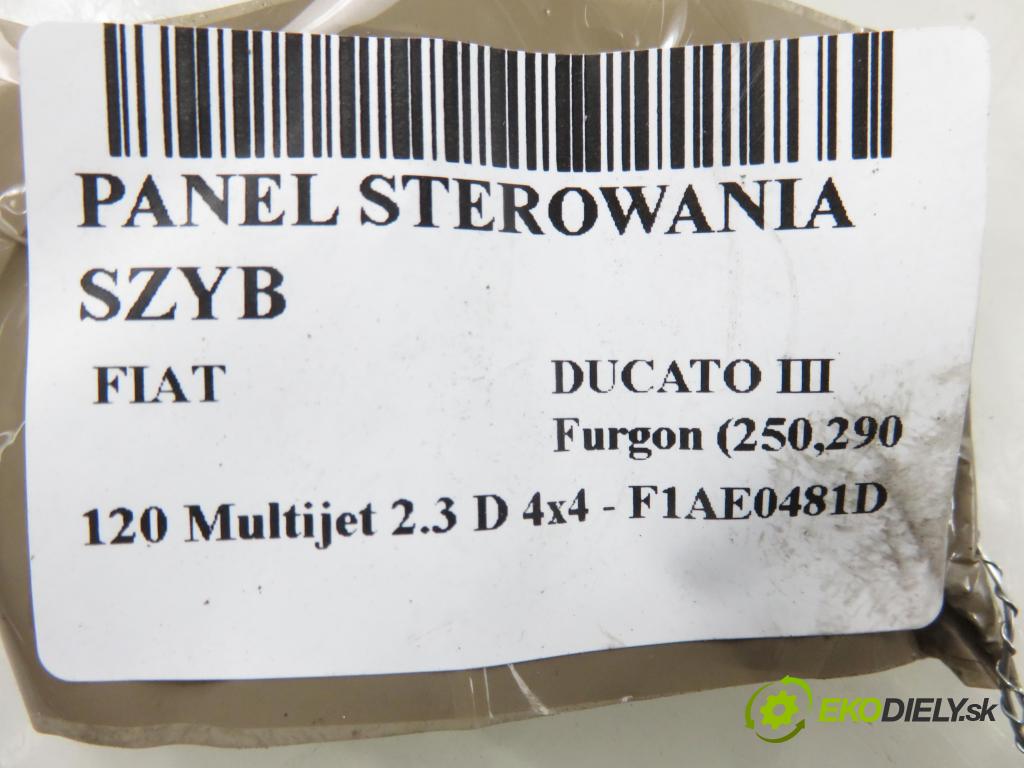 PANEL STEROWANIA
SZYB
FIAT
DUCATO III
Furgon (250,290
120 Multijet 2.3 D 4x4 - F1AE0481D
EKODIELY.sk